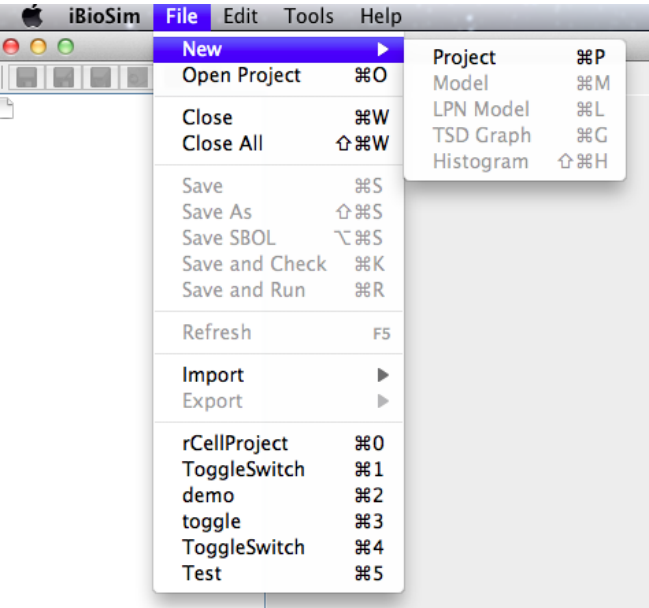 iBioSim File Edit Tools Help
New
Open Project ⌘O
Close ⌘W
Close All ⇧⌘W
Save ⌘S
Save As ⇧⌘S
Save SBOL ⌥⌘S
Save and Check ⌘K
Save and Run ⌘R
Refresh F5
Import
Export
rCellProject ⌘0
ToggleSwitch ⌘1
demo ⌘2
toggle ⌘3
ToggleSwitch ⌘4
Test ⌘5
Project ⌘P
Model ⌘M
LPN Model ⌘L
TSD Graph ⌘G
Histogram ⇧⌘H